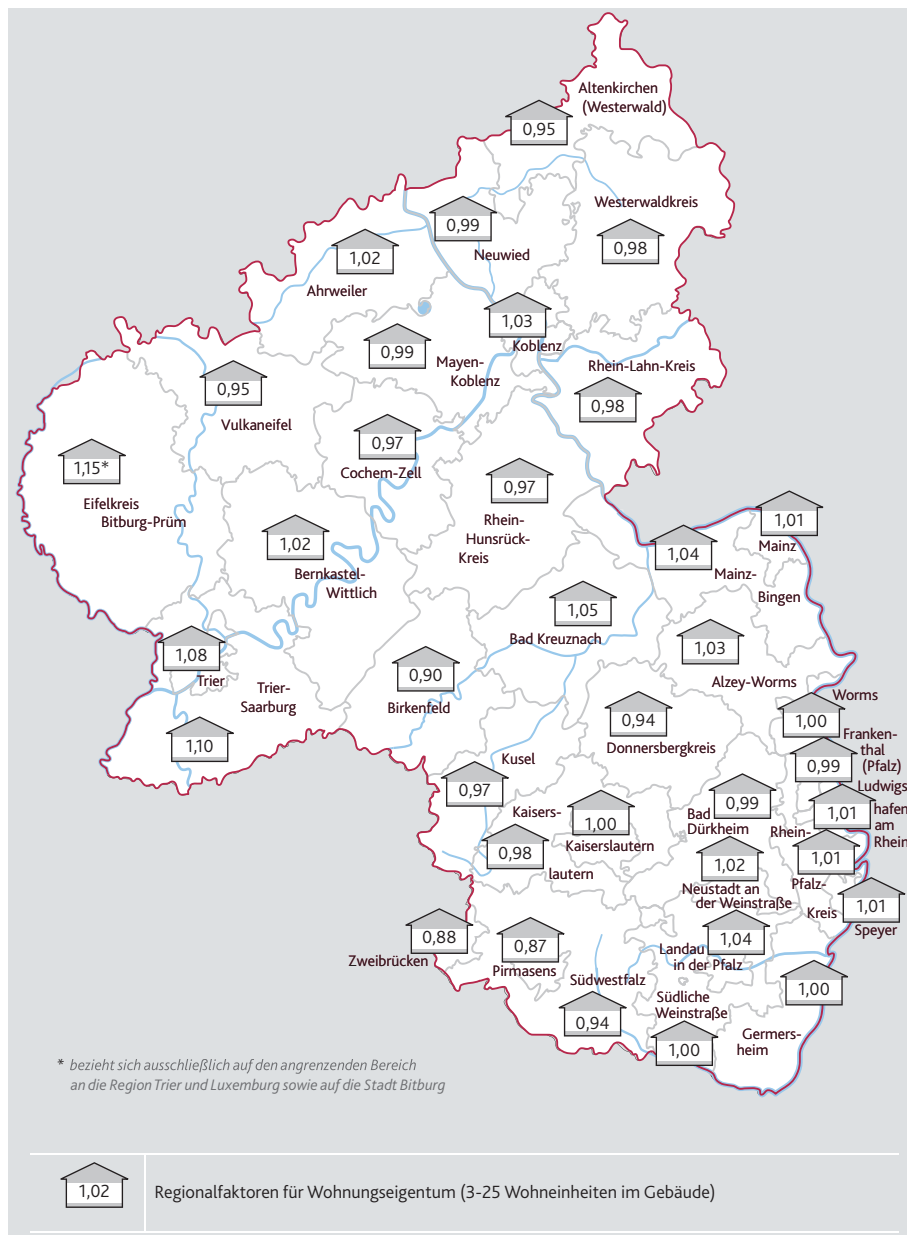 Altenkirchen
(Westerwald)
0,95
Westerwaldkreis
0,99
0,98
Neuwied
1,02
Ahrweiler
1,03
Koblenz
0,99
Mayen-
Koblenz
Rhein-Lahn-Kreis
0,98
0,95
Vulkaneifel
0,97
Cochem-Zell
1,15*
Eifelkreis
Bitburg-Prüm
0,97
Rhein-
Hunsrück-
Kreis
1,02
Bernkastel-
Wittlich
1,01
Mainz
1,04
Mainz-
Bingen
1,05
Bad Kreuznach
1,03
Alzey-Worms
1,08
Trier
Trier-
Saarburg
1,10
0,90
Birkenfeld
0,94
Donnersbergkreis
Worms
1,00
Franken-
thal
(Pfalz)
0,99
Kusel
0,97
Ludwigs
hafen
am
Rhein
1,01
Kaisers-
lautern
0,98
1,00
Kaiserslautern
0,99
Bad
Dürkheim
Rhein-
Pfalz-
Kreis
1,01
1,02
Neustadt an
der Weinstraße
1,01
Speyer
0,88
Zweibrücken
0,87
Pirmasens
1,04
Landau
in der Pfalz
Südwestfalz
0,94
Südliche
Weinstraße
1,00
1,00
Germers-
heim
* bezieht sich ausschließlich auf den angrenzenden Bereich
an die Region Trier und Luxemburg sowie auf die Stadt Bitburg
1,02
Regionalfaktoren für Wohnungseigentum (3-25 Wohneinheiten im Gebäude)